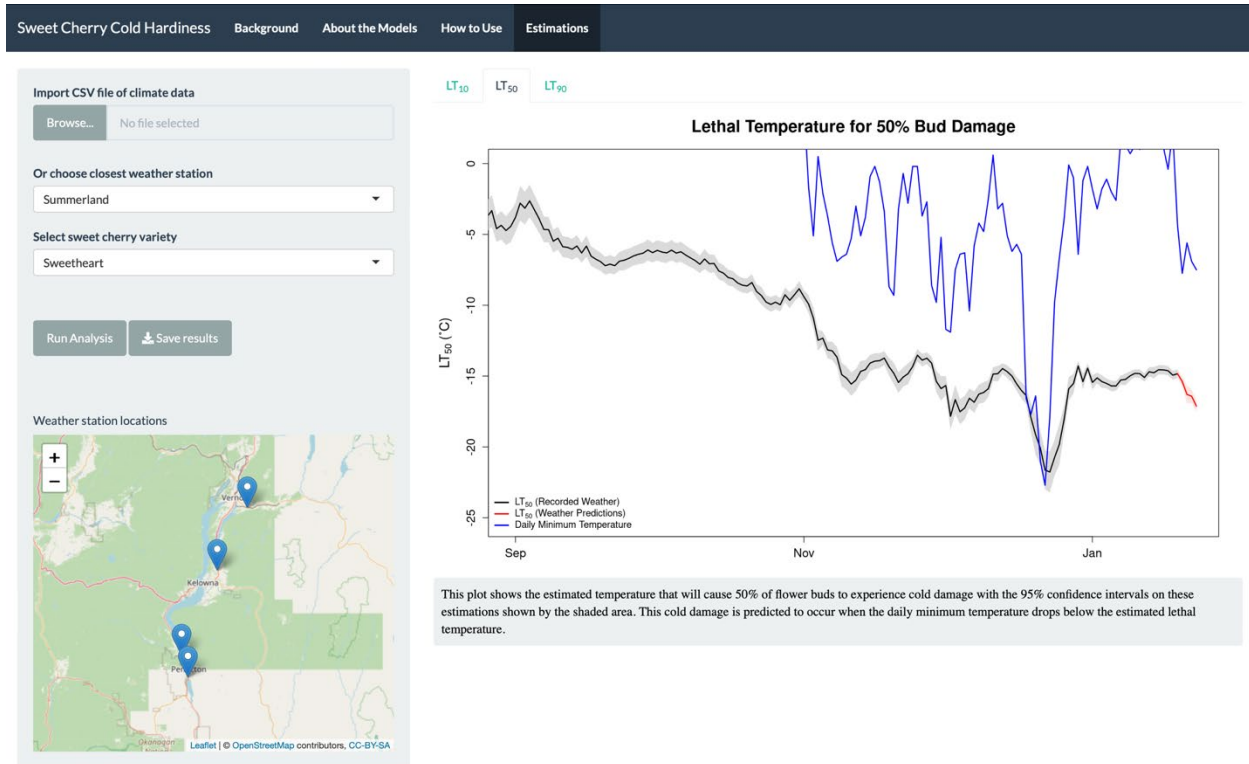 Sweet Cherry Cold Hardiness Background About the Models How to Use Estimations
Import CSV file of climate data
Browse... No file selected
Or choose closest weather station
Summerland
Select sweet cherry variety
Sweetheart
Run Analysis Save results
Weather station locations
+
−
Kelowna
Leaflet | © OpenStreetMap contributors, CC-BY-SA
LT10 LT50 LT90
Lethal Temperature for 50% Bud Damage
LT50 (°C)
0
-5
-10
-15
-20
-25
LT50 (Recorded Weather)
LT50 (Weather Predictions)
Daily Minimum Temperature
Sep Nov Jan
This plot shows the estimated temperature that will cause 50% of flower buds to experience cold damage with the 95% confidence intervals on these
estimations shown by the shaded area. This cold damage is predicted to occur when the daily minimum temperature drops below the estimated lethal
temperature.